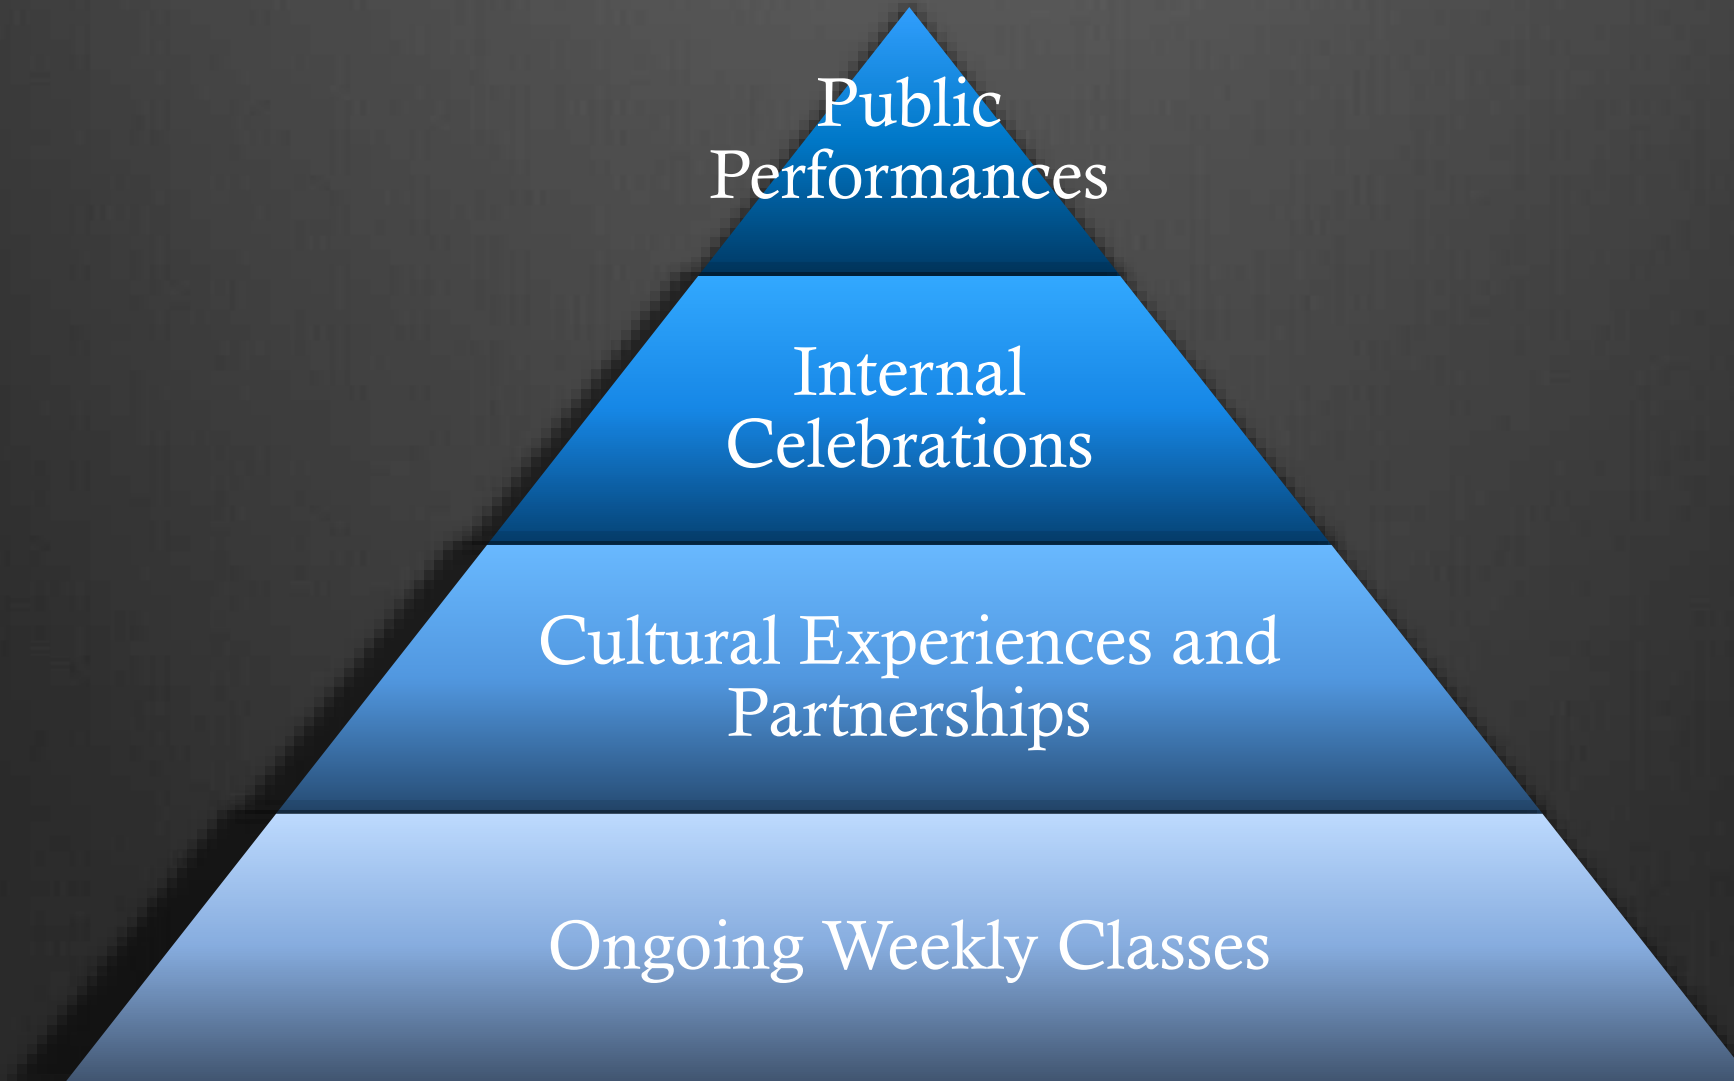 Public
Performances
Internal
Celebrations
Cultural Experiences and
Partnerships
Ongoing Weekly Classes